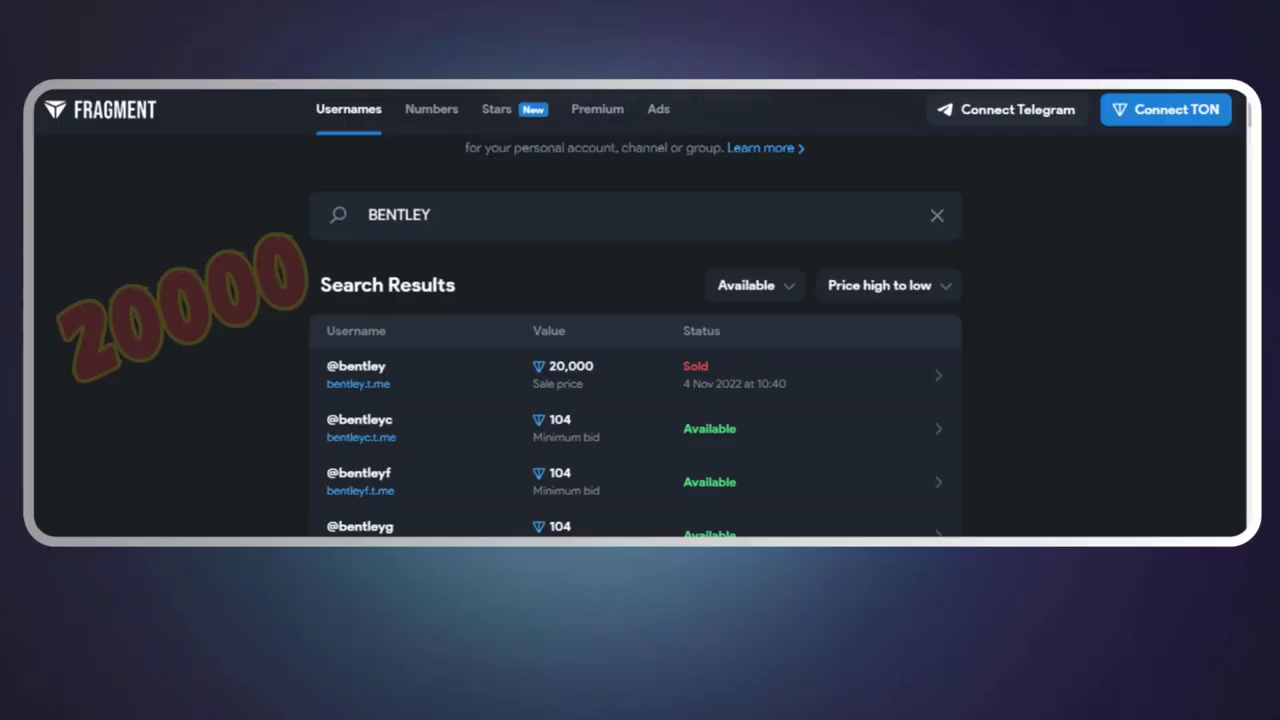 FRAGMENT
Usernames Numbers Stars New Premium Ads
Connect Telegram
Connect TON
for your personal account, channel or group. Learn more >
BENTLEY
20000
Search Results
Available
Price high to low
Username Value Status
@bentley 20,000 Sold
bentley.t.me Sale price 4 Nov 2022 at 10:40
@bentleyc 104 Available
bentleyc.t.me Minimum bid
@bentleyf 104 Available
bentleyf.t.me Minimum bid
@bentleyg 104 Available